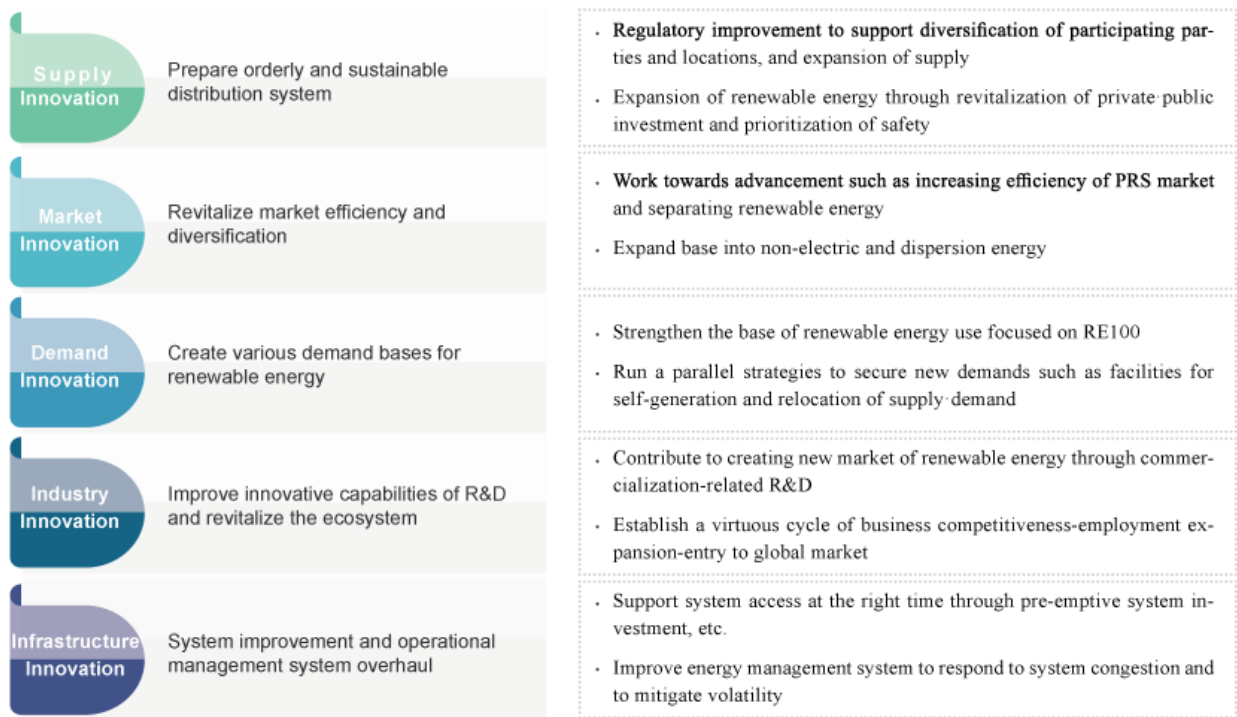 Supply
Innovation
Prepare orderly and sustainable
distribution system
· Regulatory improvement to support diversification of participating par-
ties and locations, and expansion of supply
· Expansion of renewable energy through revitalization of private·public
investment and prioritization of safety
Market
Innovation
Revitalize market efficiency and
diversification
· Work towards advancement such as increasing efficiency of PRS market
and separating renewable energy
· Expand base into non-electric and dispersion energy
Demand
Innovation
Create various demand bases for
renewable energy
· Strengthen the base of renewable energy use focused on RE100
· Run a parallel strategies to secure new demands such as facilities for
self-generation and relocation of supply·demand
Industry
Innovation
Improve innovative capabilities of R&D
and revitalize the ecosystem
· Contribute to creating new market of renewable energy through commer-
cialization-related R&D
· Establish a virtuous cycle of business competitiveness-employment ex-
pansion-entry to global market
Infrastructure
Innovation
System improvement and operational
management system overhaul
· Support system access at the right time through pre-emptive system in-
vestment, etc.
· Improve energy management system to respond to system congestion and
to mitigate volatility